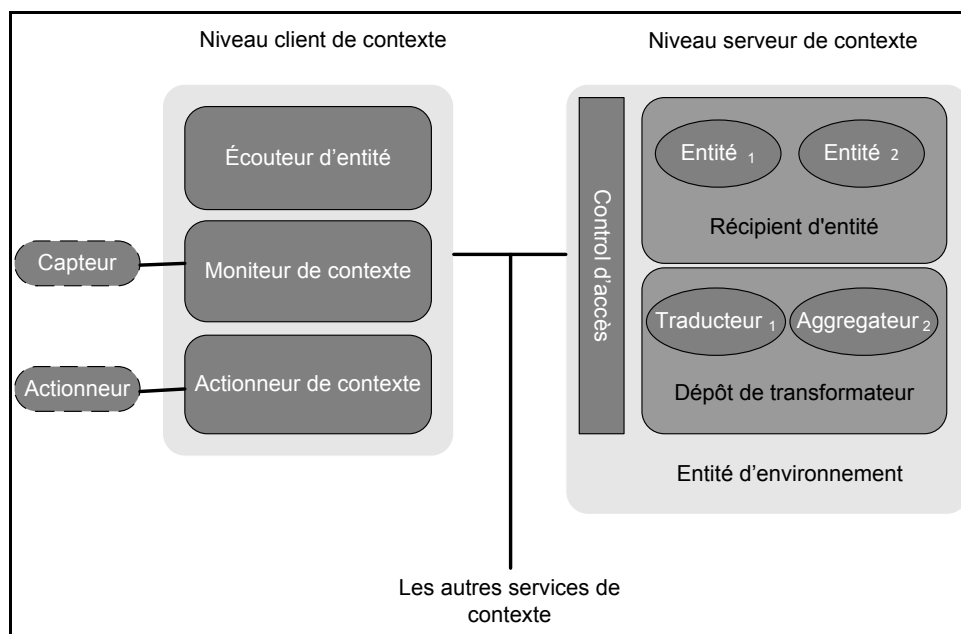 Niveau client de contexte
Niveau serveur de contexte
Écouteur d'entité
Capteur
Moniteur de contexte
Actionneur
Actionneur de contexte
Control d'accès
Entité 1
Entité 2
Récipient d'entité
Traducteur 1
Aggregateur 2
Dépôt de transformateur
Entité d'environnement
Les autres services de
contexte